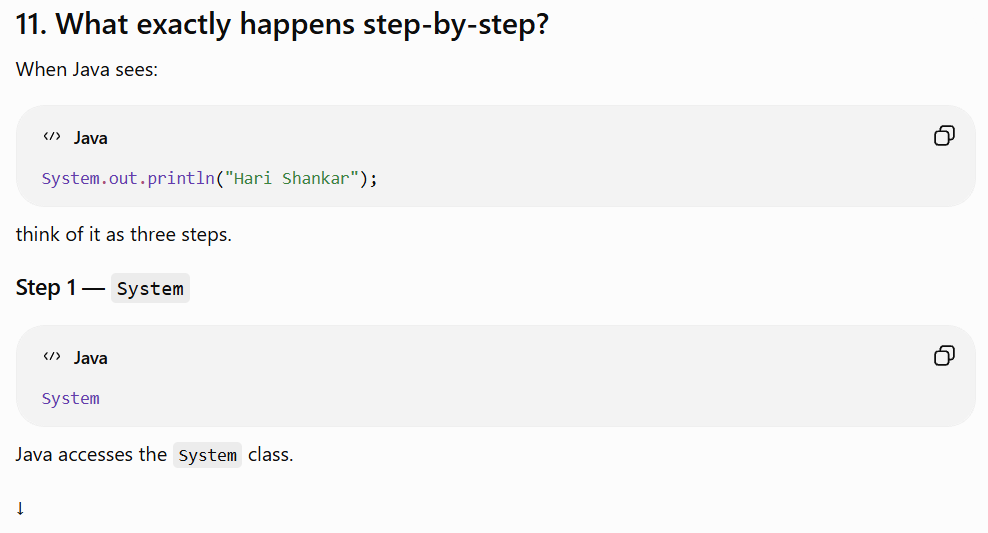 11. What exactly happens step-by-step?
When Java sees:
</> Java
System.out.println("Hari Shankar");
think of it as three steps.
Step 1 — System
</> Java
System
Java accesses the System class.
↓